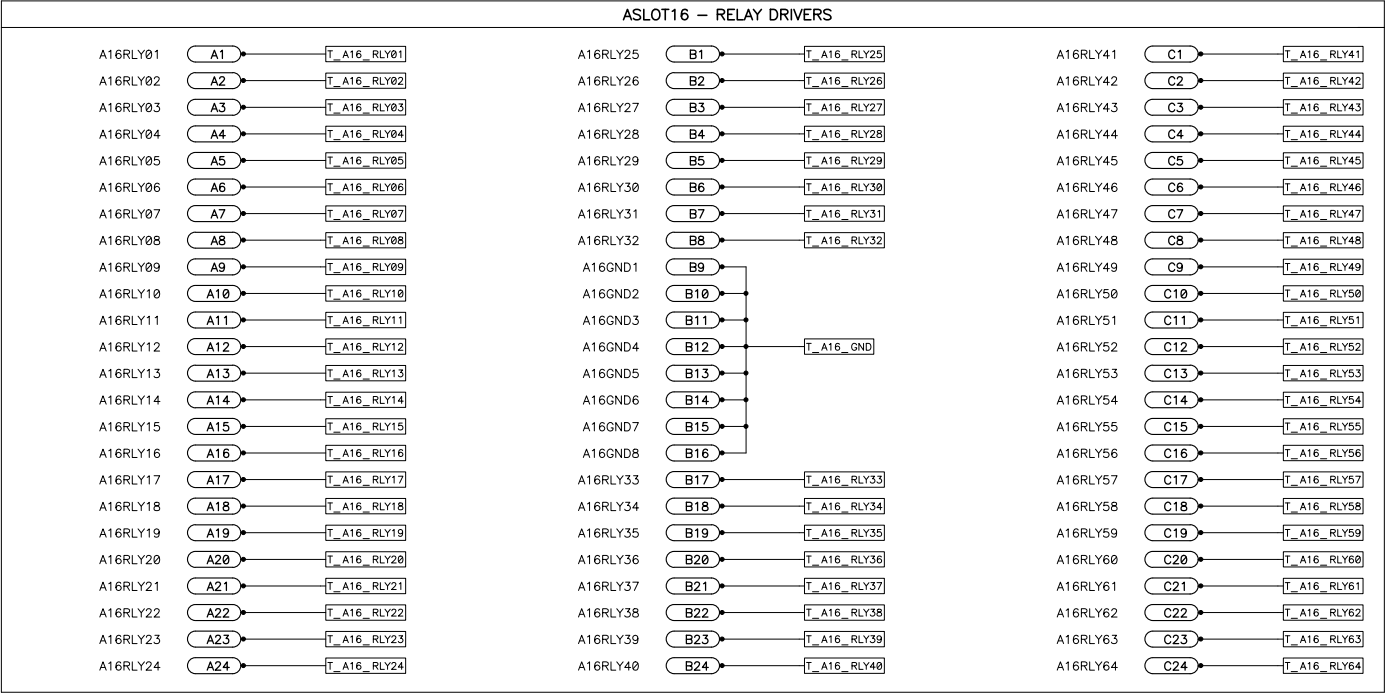 ASLOT16 – RELAY DRIVERS
A16RLY01 A1 T_A16_RLY01 A16RLY25 B1 T_A16_RLY25 A16RLY41 C1 T_A16_RLY41
A16RLY02 A2 T_A16_RLY02 A16RLY26 B2 T_A16_RLY26 A16RLY42 C2 T_A16_RLY42
A16RLY03 A3 T_A16_RLY03 A16RLY27 B3 T_A16_RLY27 A16RLY43 C3 T_A16_RLY43
A16RLY04 A4 T_A16_RLY04 A16RLY28 B4 T_A16_RLY28 A16RLY44 C4 T_A16_RLY44
A16RLY05 A5 T_A16_RLY05 A16RLY29 B5 T_A16_RLY29 A16RLY45 C5 T_A16_RLY45
A16RLY06 A6 T_A16_RLY06 A16RLY30 B6 T_A16_RLY30 A16RLY46 C6 T_A16_RLY46
A16RLY07 A7 T_A16_RLY07 A16RLY31 B7 T_A16_RLY31 A16RLY47 C7 T_A16_RLY47
A16RLY08 A8 T_A16_RLY08 A16RLY32 B8 T_A16_RLY32 A16RLY48 C8 T_A16_RLY48
A16RLY09 A9 T_A16_RLY09 A16GND1 B9 A16RLY49 C9 T_A16_RLY49
A16RLY10 A10 T_A16_RLY10 A16GND2 B10 A16RLY50 C10 T_A16_RLY50
A16RLY11 A11 T_A16_RLY11 A16GND3 B11 A16RLY51 C11 T_A16_RLY51
A16RLY12 A12 T_A16_RLY12 A16GND4 B12 T_A16_GND A16RLY52 C12 T_A16_RLY52
A16RLY13 A13 T_A16_RLY13 A16GND5 B13 A16RLY53 C13 T_A16_RLY53
A16RLY14 A14 T_A16_RLY14 A16GND6 B14 A16RLY54 C14 T_A16_RLY54
A16RLY15 A15 T_A16_RLY15 A16GND7 B15 A16RLY55 C15 T_A16_RLY55
A16RLY16 A16 T_A16_RLY16 A16GND8 B16 A16RLY56 C16 T_A16_RLY56
A16RLY17 A17 T_A16_RLY17 A16RLY33 B17 T_A16_RLY33 A16RLY57 C17 T_A16_RLY57
A16RLY18 A18 T_A16_RLY18 A16RLY34 B18 T_A16_RLY34 A16RLY58 C18 T_A16_RLY58
A16RLY19 A19 T_A16_RLY19 A16RLY35 B19 T_A16_RLY35 A16RLY59 C19 T_A16_RLY59
A16RLY20 A20 T_A16_RLY20 A16RLY36 B20 T_A16_RLY36 A16RLY60 C20 T_A16_RLY60
A16RLY21 A21 T_A16_RLY21 A16RLY37 B21 T_A16_RLY37 A16RLY61 C21 T_A16_RLY61
A16RLY22 A22 T_A16_RLY22 A16RLY38 B22 T_A16_RLY38 A16RLY62 C22 T_A16_RLY62
A16RLY23 A23 T_A16_RLY23 A16RLY39 B23 T_A16_RLY39 A16RLY63 C23 T_A16_RLY63
A16RLY24 A24 T_A16_RLY24 A16RLY40 B24 T_A16_RLY40 A16RLY64 C24 T_A16_RLY64